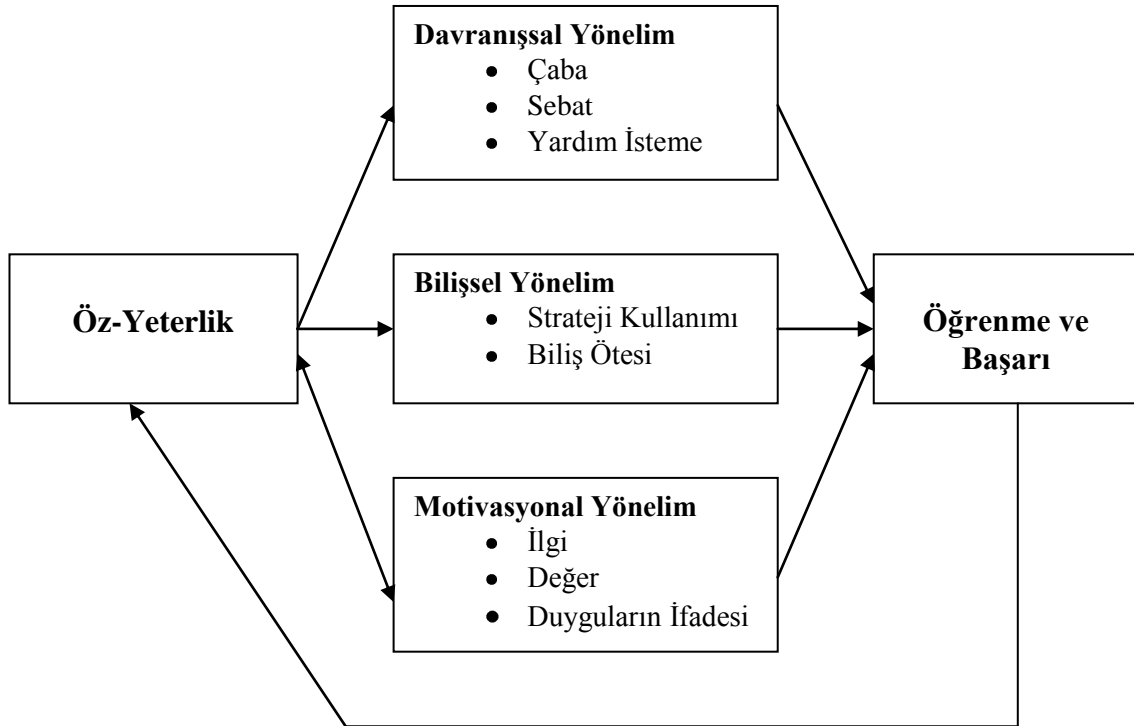 Davranışsal Yönelim
• Çaba
• Sebat
• Yardım İsteme
Öz-Yeterlik
Bilişsel Yönelim
• Strateji Kullanımı
• Biliş Ötesi
Öğrenme ve
Başarı
Motivasyonal Yönelim
• İlgi
• Değer
• Duyguların İfadesi